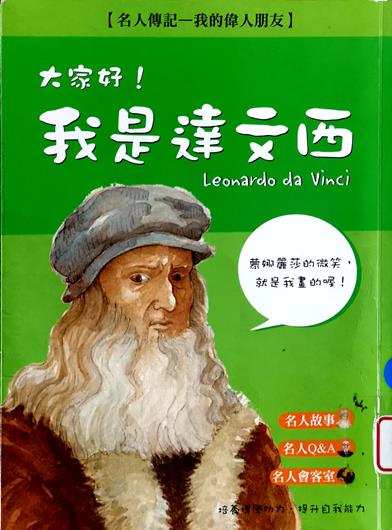 【名人傳記—我的偉人朋友】
大家好！
我是達文西
Leonardo da Vinci
蒙娜麗莎的微笑，
就是我畫的喔！
名人故事
名人Q&A
名人會客室
培養博學功力．提升自我能力